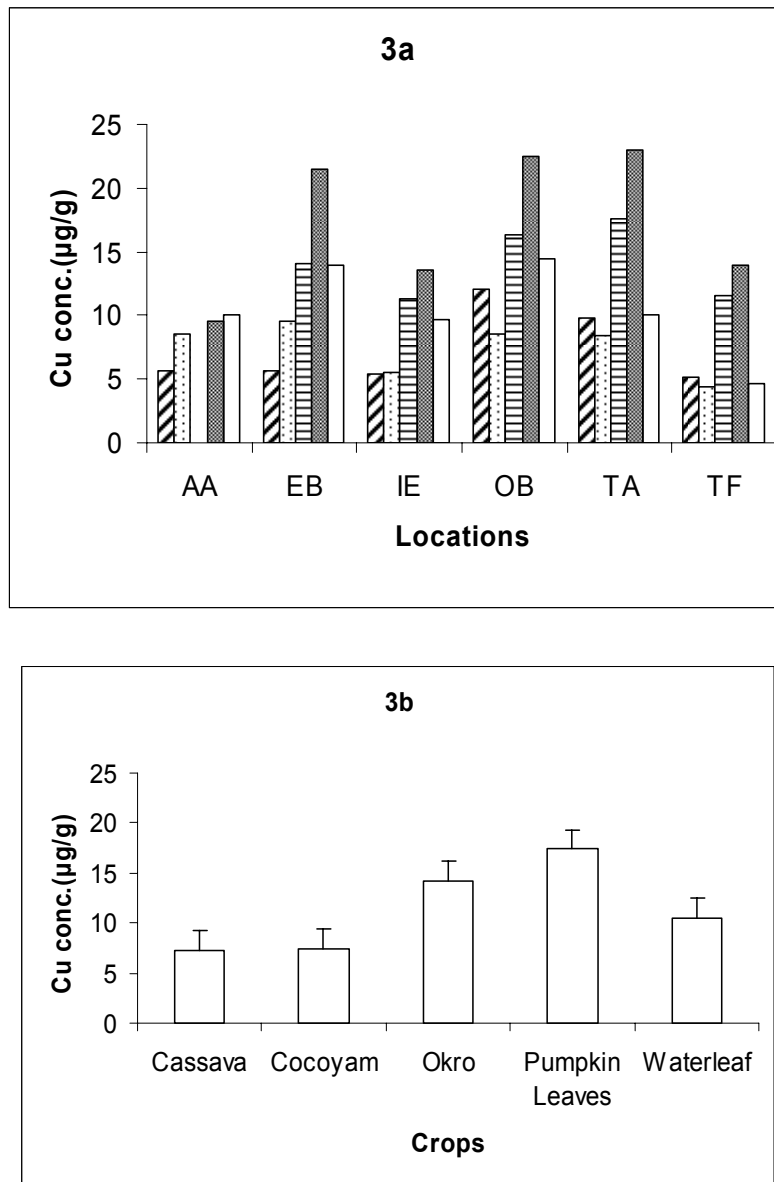 3a
Cu conc.(µg/g)
25
20
15
10
5
0
AA EB IE OB TA TF
Locations
3b
Cu conc.(µg/g)
25
20
15
10
5
0
Cassava Cocoyam Okro Pumpkin Waterleaf
Leaves
Crops